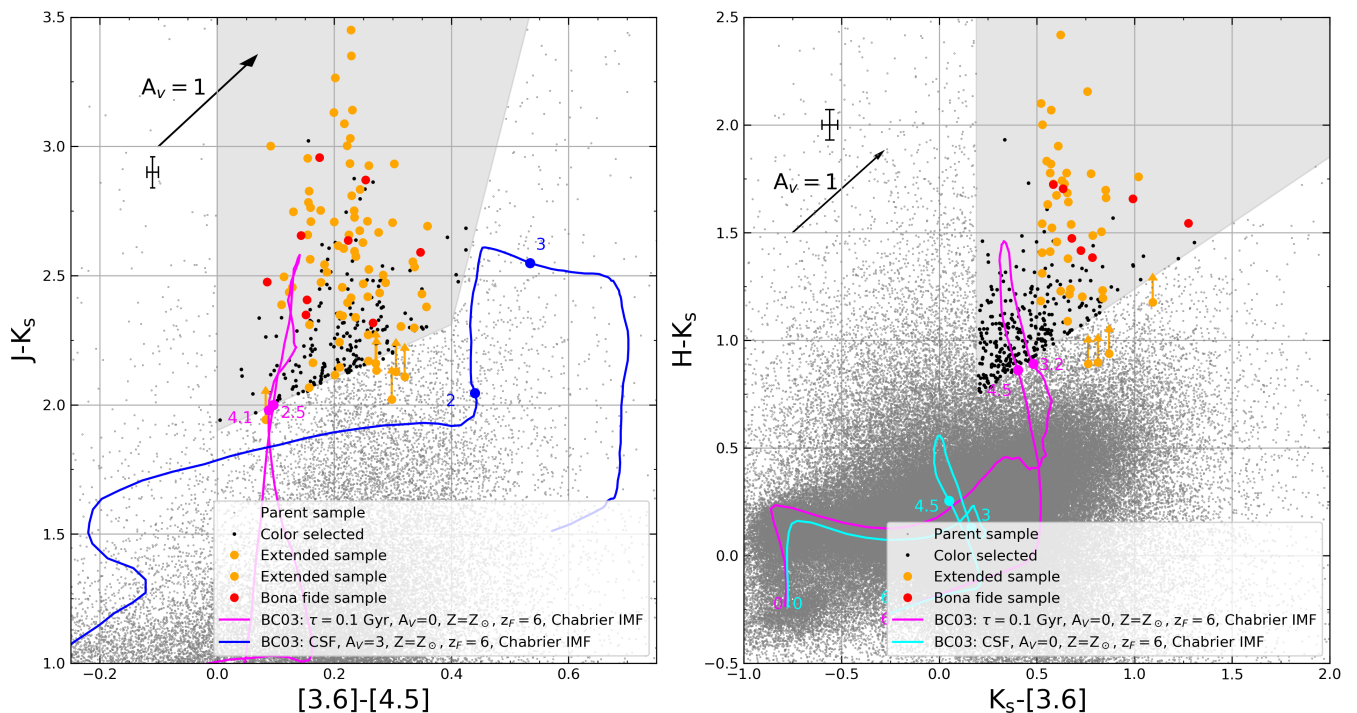 3.5
3.0
2.5
2.0
1.5
1.0
J-Kₛ
Aᵥ = 1
3
2
4.1
2.5
Parent sample
Color selected
Extended sample
Extended sample
Bona fide sample
BC03: τ = 0.1 Gyr, A_V=0, Z=Z⊙, z_F = 6, Chabrier IMF
BC03: CSF, A_V=3, Z=Z⊙, z_F = 6, Chabrier IMF
−0.2
0.0
0.2
0.4
0.6
[3.6]-[4.5]
2.5
2.0
1.5
1.0
0.5
0.0
−0.5
H-Kₛ
Aᵥ = 1
3.2
4.5
4.5
3
0
0
Parent sample
Color selected
Extended sample
Extended sample
Bona fide sample
BC03: τ = 0.1 Gyr, A_V=0, Z=Z⊙, z_F = 6, Chabrier IMF
BC03: CSF, A_V=0, Z=Z⊙, z_F = 6, Chabrier IMF
−1.0
−0.5
0.0
0.5
1.0
1.5
2.0
Kₛ-[3.6]